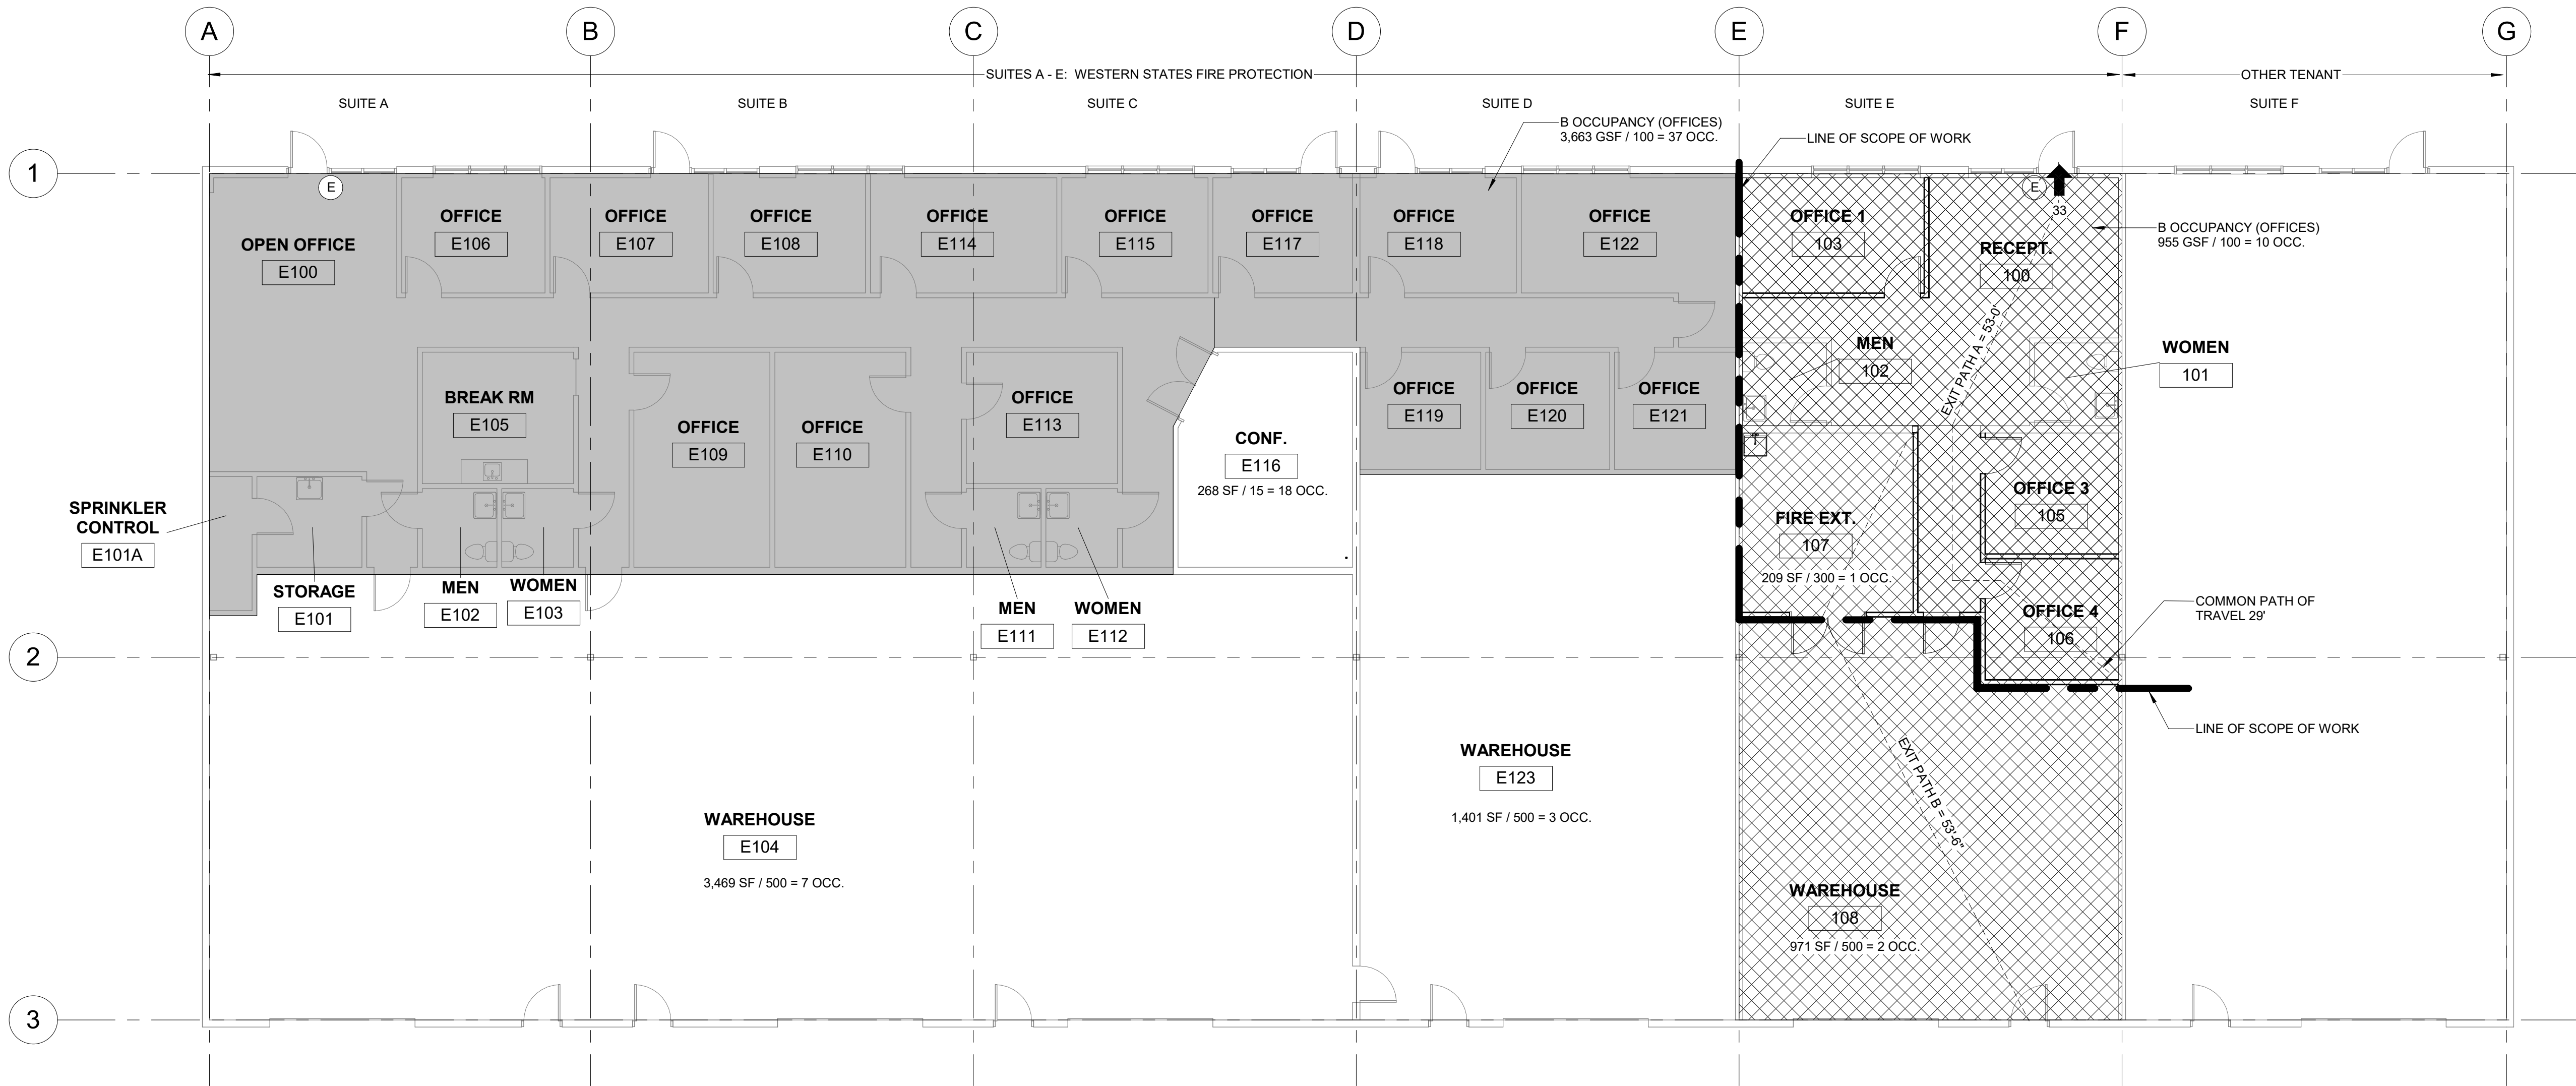 A
B
C
D
E
F
G
SUITES A - E:  WESTERN STATES FIRE PROTECTION
OTHER TENANT
SUITE A
SUITE B
SUITE C
SUITE D
SUITE E
SUITE F
B OCCUPANCY (OFFICES)
3,663 GSF / 100 = 37 OCC.
LINE OF SCOPE OF WORK
1
E
E
33
OPEN OFFICE
E100
OFFICE
E106
OFFICE
E107
OFFICE
E108
OFFICE
E114
OFFICE
E115
OFFICE
E117
OFFICE
E118
OFFICE
E122
OFFICE 1
103
RECEPT.
100
B OCCUPANCY (OFFICES)
955 GSF / 100 = 10 OCC.
BREAK RM
E105
OFFICE
E109
OFFICE
E110
OFFICE
E113
CONF.
E116
268 SF / 15 = 18 OCC.
OFFICE
E119
OFFICE
E120
OFFICE
E121
MEN
102
EXIT PATH A = 53-0'
WOMEN
101
SPRINKLER
CONTROL
E101A
STORAGE
E101
MEN
E102
WOMEN
E103
MEN
E111
WOMEN
E112
FIRE EXT.
107
209 SF / 300 = 1 OCC.
OFFICE 3
105
OFFICE 4
106
COMMON PATH OF
TRAVEL 29'
2
LINE OF SCOPE OF WORK
WAREHOUSE
E104
3,469 SF / 500 = 7 OCC.
WAREHOUSE
E123
1,401 SF / 500 = 3 OCC.
EXIT PATH B = 53'-6"
WAREHOUSE
108
971 SF / 500 = 2 OCC.
3